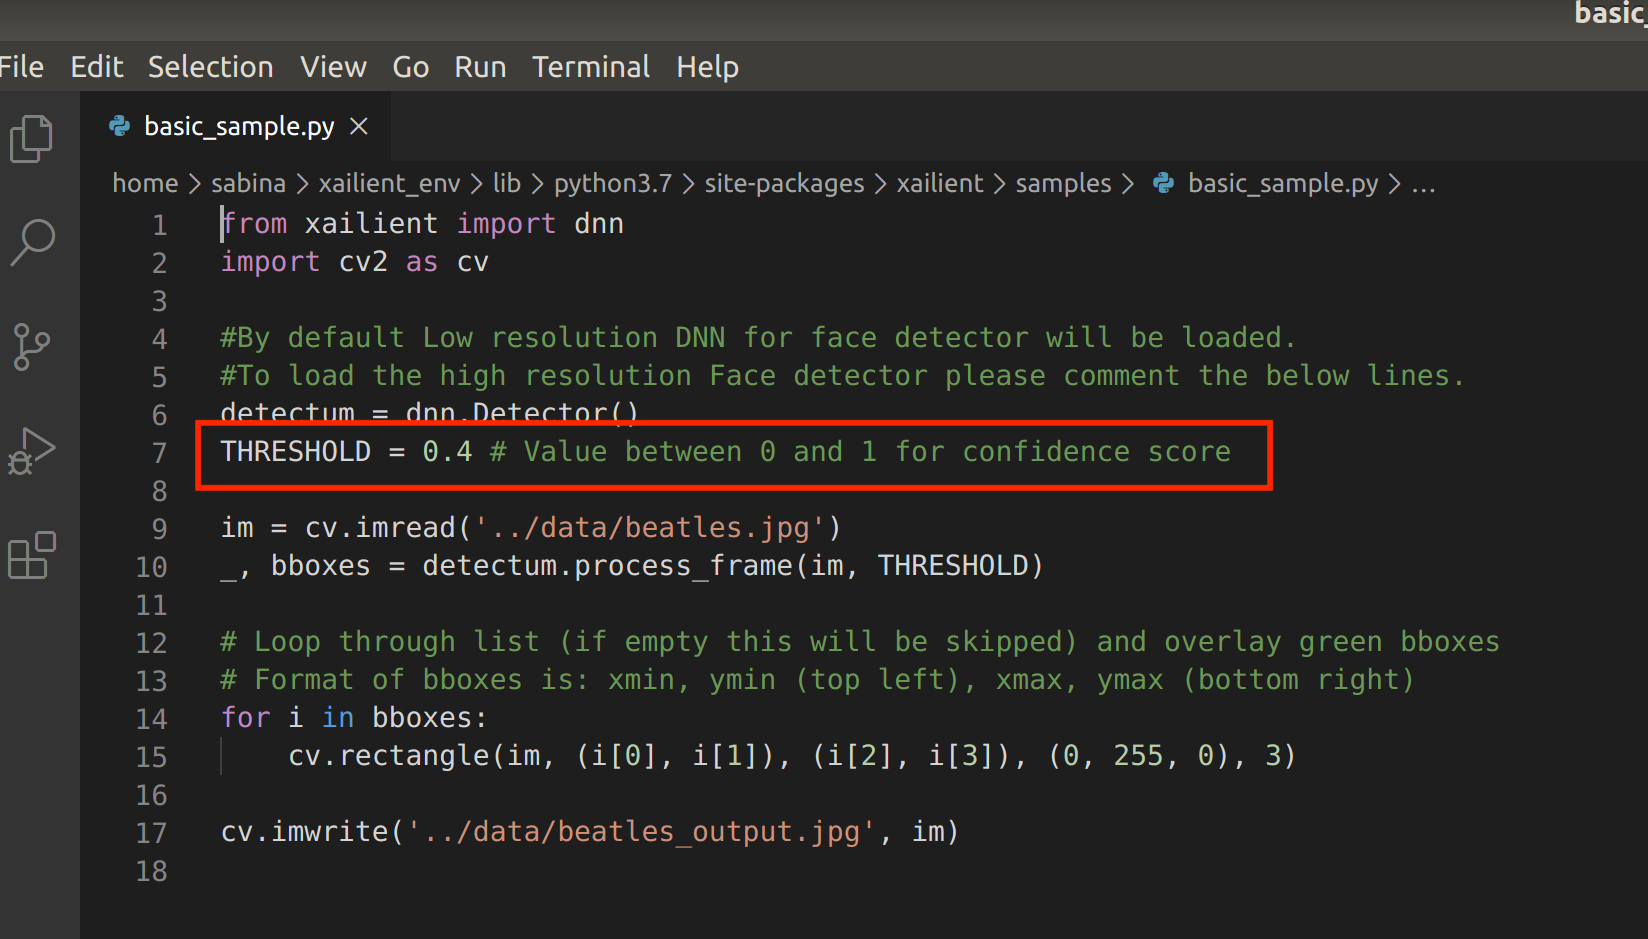 basic_
File Edit Selection View Go Run Terminal Help
basic_sample.py
home > sabina > xailient_env > lib > python3.7 > site-packages > xailient > samples > basic_sample.py > ...
1 from xailient import dnn
2 import cv2 as cv
3
4 #By default Low resolution DNN for face detector will be loaded.
5 #To load the high resolution Face detector please comment the below lines.
6 detectum = dnn.Detector()
7 THRESHOLD = 0.4 # Value between 0 and 1 for confidence score
8
9 im = cv.imread('../data/beatles.jpg')
10 _, bboxes = detectum.process_frame(im, THRESHOLD)
11
12 # Loop through list (if empty this will be skipped) and overlay green bboxes
13 # Format of bboxes is: xmin, ymin (top left), xmax, ymax (bottom right)
14 for i in bboxes:
15     cv.rectangle(im, (i[0], i[1]), (i[2], i[3]), (0, 255, 0), 3)
16
17 cv.imwrite('../data/beatles_output.jpg', im)
18